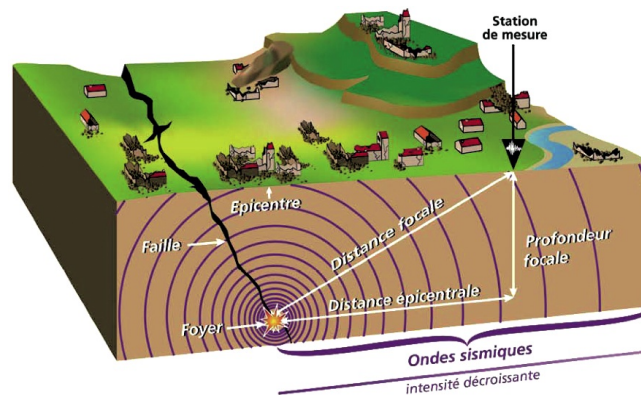 Station
de mesure
Epicentre
Faille
Distance focale
Profondeur
focale
Distance épicentrale
Foyer
Ondes sismiques
intensité décroissante